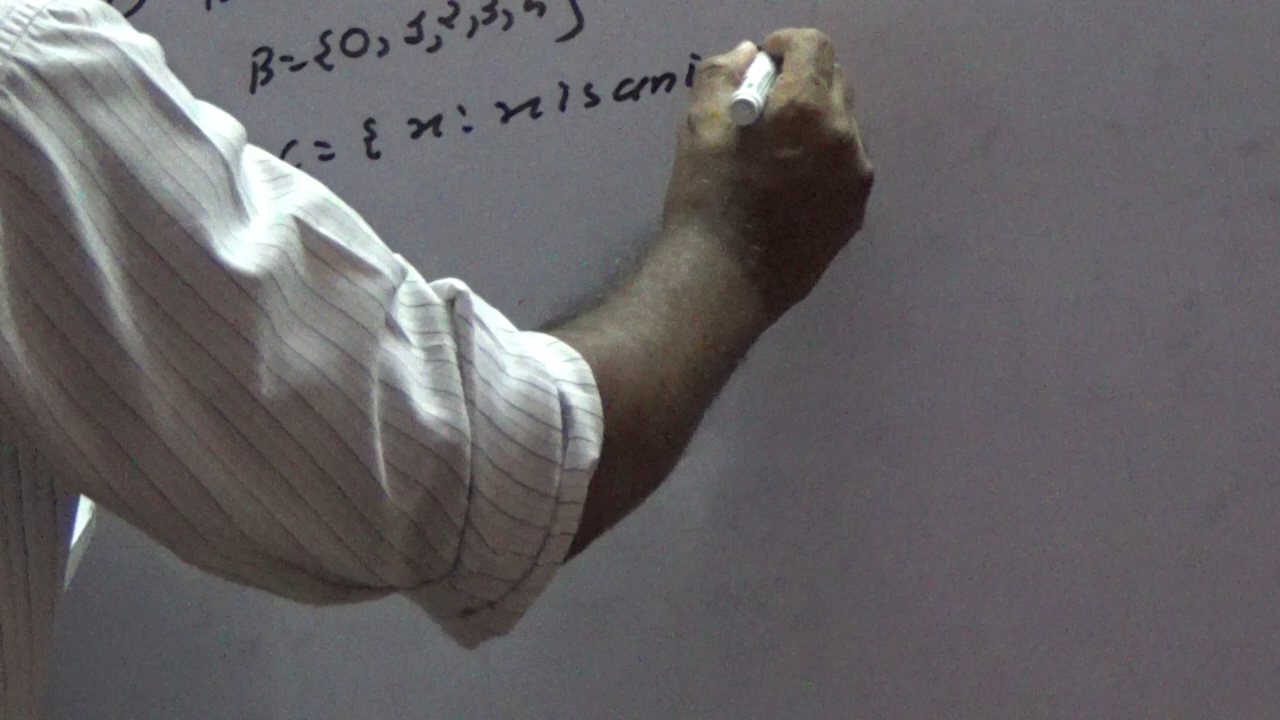 B={0,1,2,3,4}
C={x:x is an i